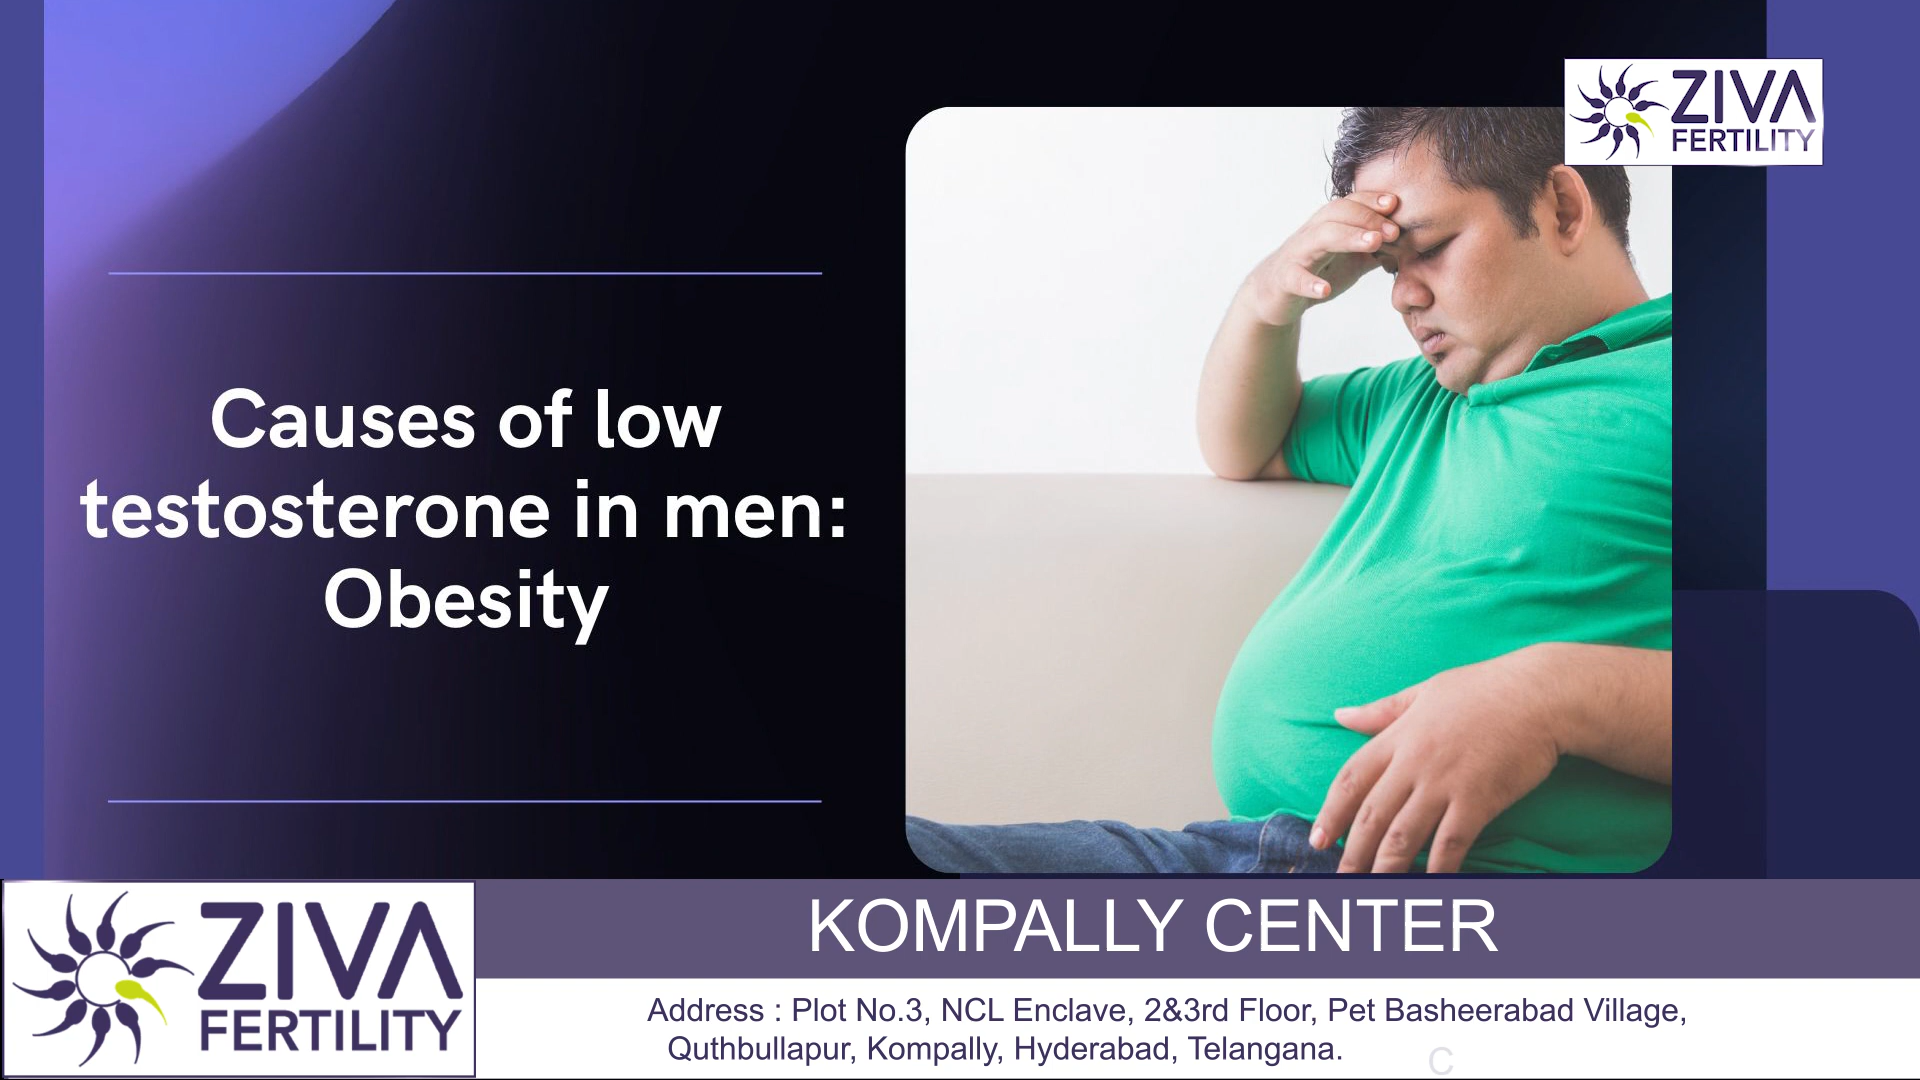 ZIVA
FERTILITY
Causes of low
testosterone in men:
Obesity
ZIVA
FERTILITY
KOMPALLY CENTER
Address : Plot No.3, NCL Enclave, 2&3rd Floor, Pet Basheerabad Village,
Quthbullapur, Kompally, Hyderabad, Telangana.
C